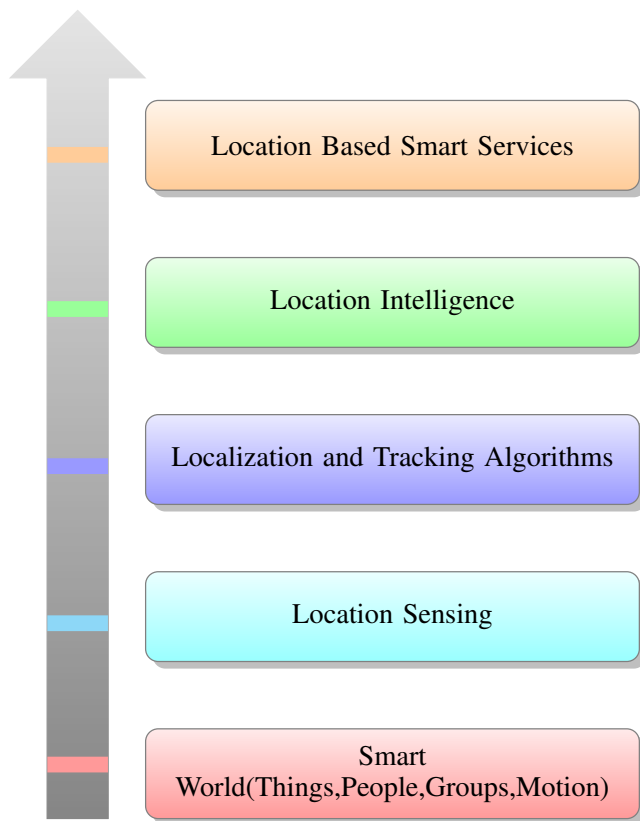 Location Based Smart Services
Location Intelligence
Localization and Tracking Algorithms
Location Sensing
Smart
World(Things,People,Groups,Motion)